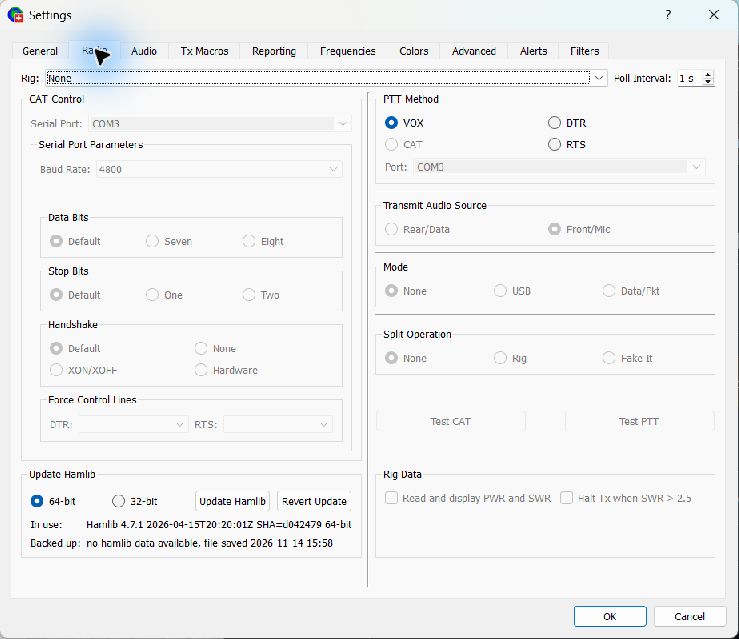 Settings
General Radio Audio Tx Macros Reporting Frequencies Colors Advanced Alerts Filters
Rig: None Poll Interval: 1 s
CAT Control
Serial Port: COM3
Serial Port Parameters
Baud Rate: 4800
Data Bits
Default Seven Eight
Stop Bits
Default One Two
Handshake
Default None
XON/XOFF Hardware
Force Control Lines
DTR: RTS:
Update Hamlib
64-bit 32-bit Update Hamlib Revert Update
In use: Hamlib 4.7.1 2026-04-15T20:20:01Z SHA=d042479 64-bit
Backed up: no hamlib data available, file saved 2026-11-14 15:58
PTT Method
VOX DTR
CAT RTS
Port: COM3
Transmit Audio Source
Rear/Data Front/Mic
Mode
None USB Data/Pkt
Split Operation
None Rig Fake It
Test CAT Test PTT
Rig Data
Read and display PWR and SWR Halt Tx when SWR > 2.5
OK Cancel